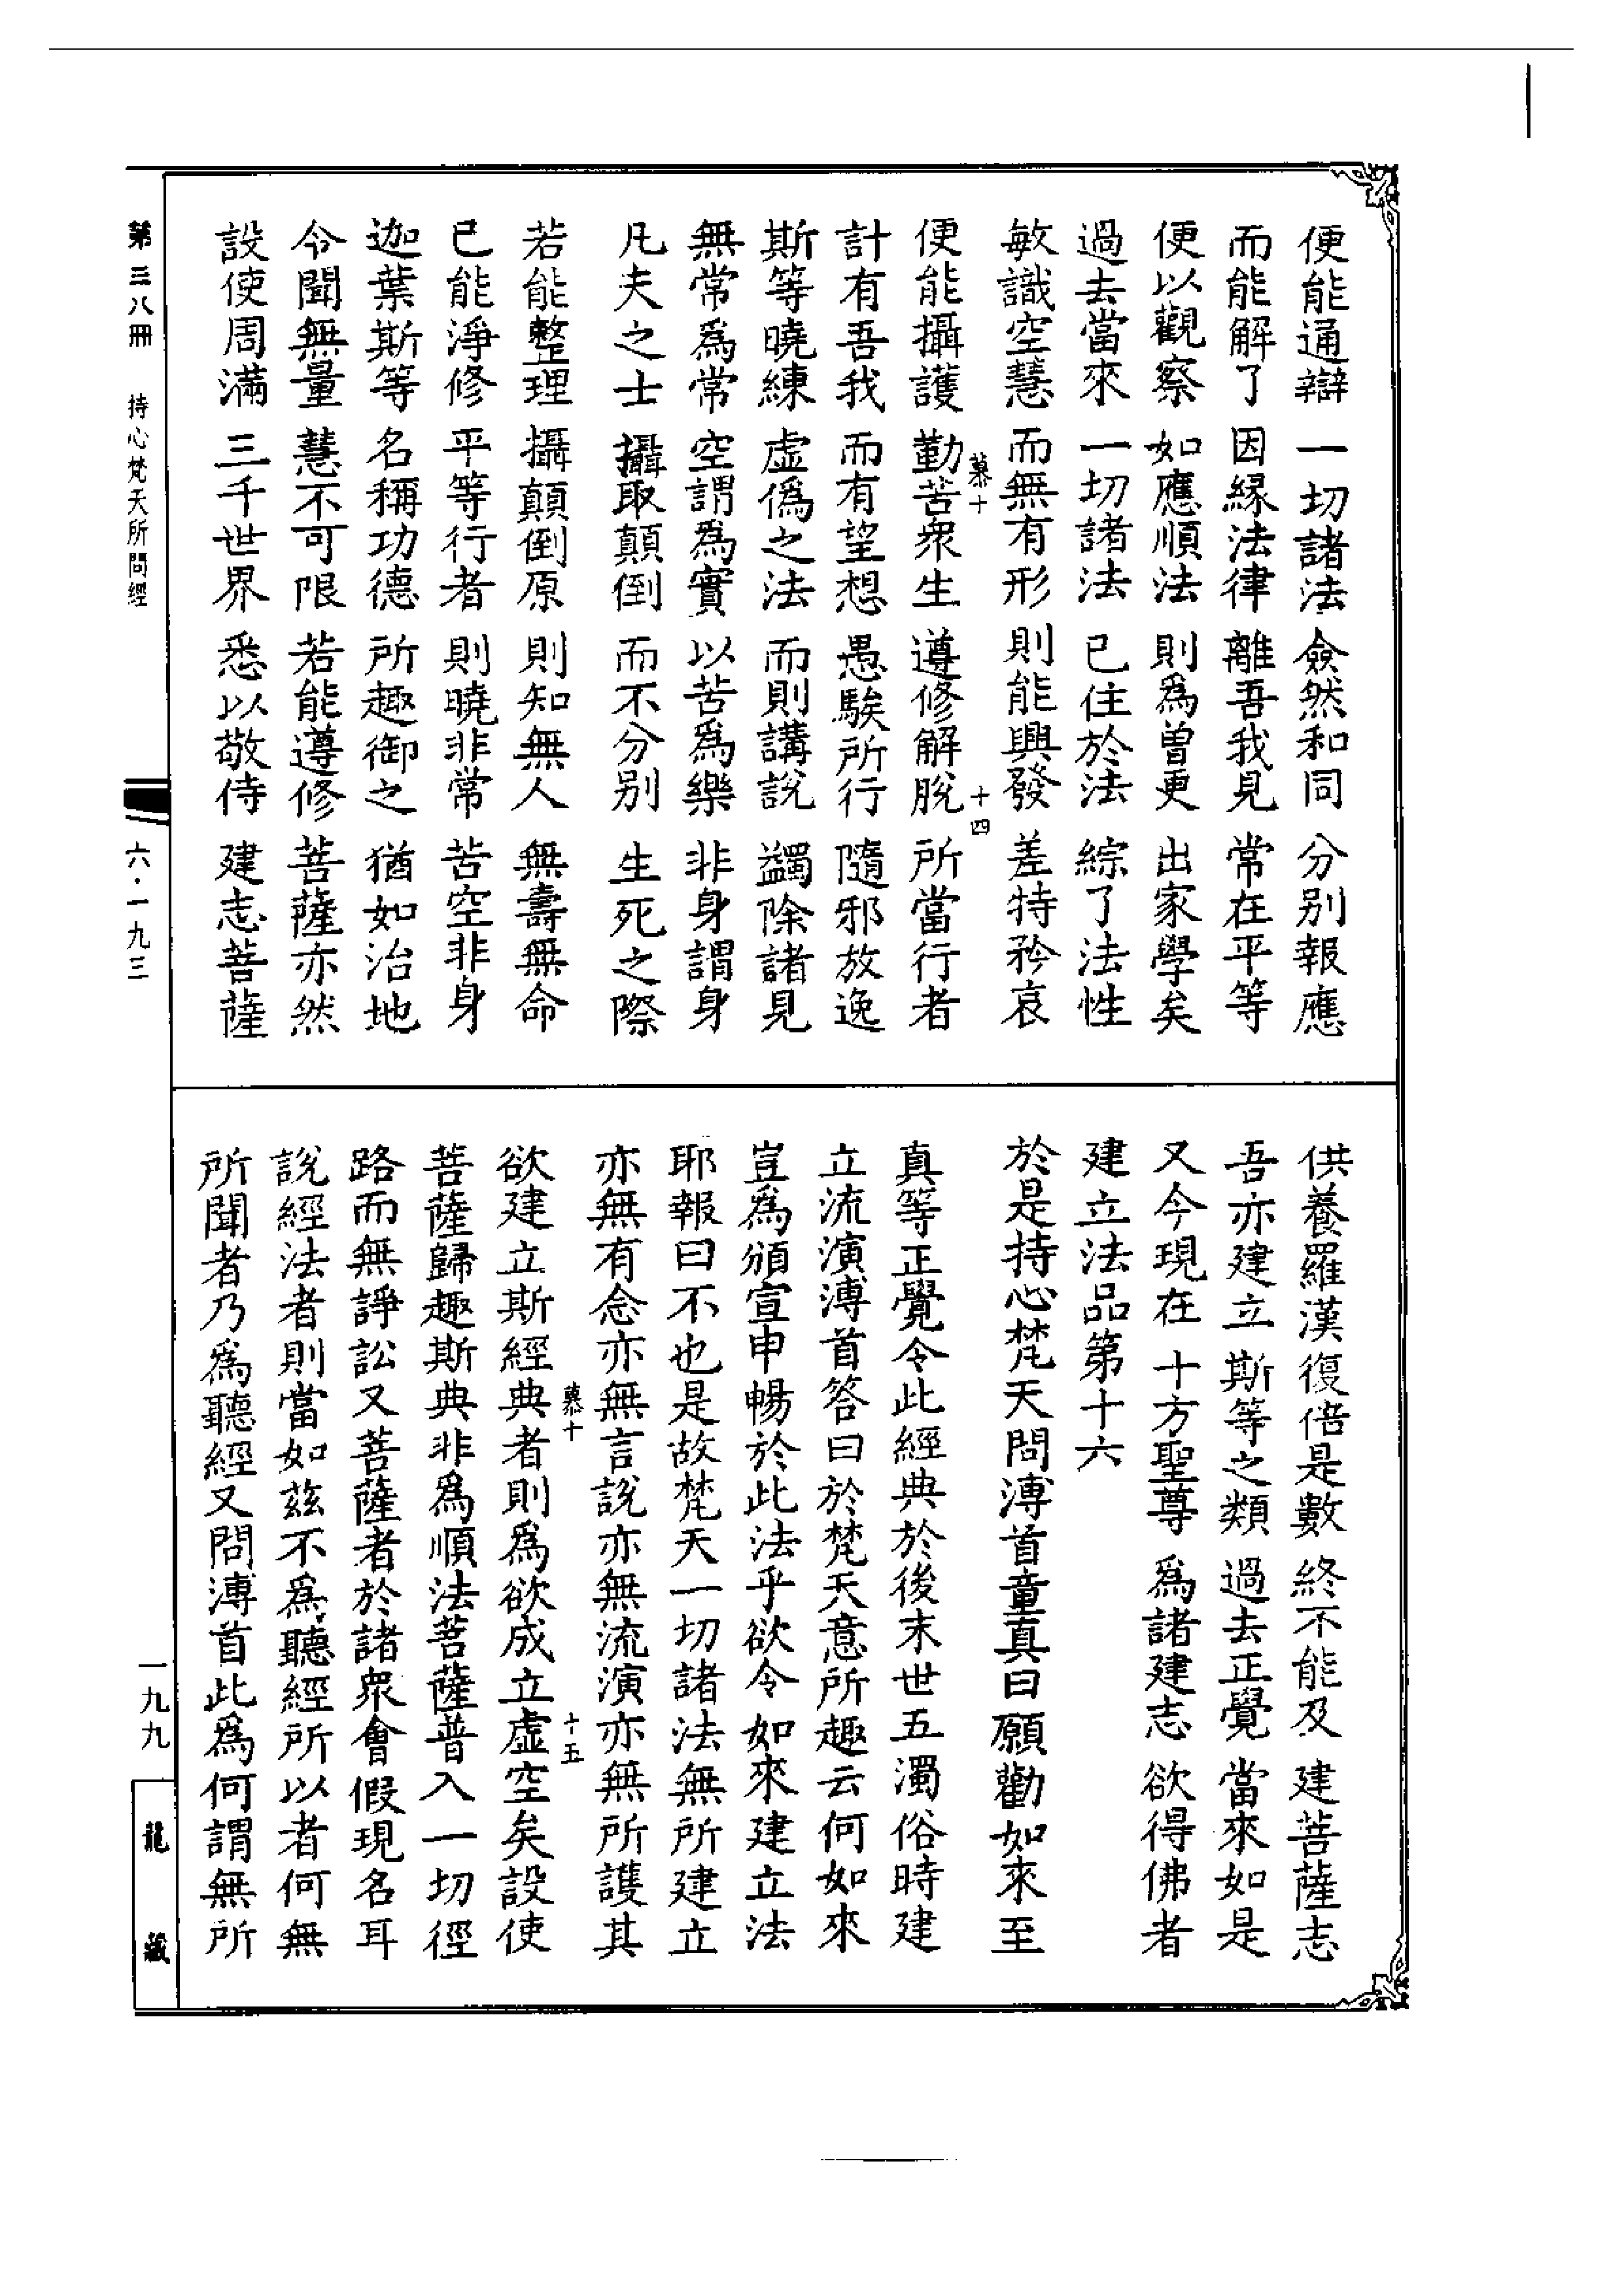 便能通辯 一切諸法 僉然和同 分別報應
而能解了 因緣法律 離吾我見 常在平等
便以觀察 如應順法 則為曾更 出家學矣
過去當來 一切諸法 已住於法 綜了法性
敏識空慧 而無有形 則能興發 差特矜哀
慕十 十四
便能攝護 勤苦衆生 遵修解脫 所當行者
計有吾我 而有望想 愚騃所行 隨邪放逸
斯等曉練 虛偽之法 而則講說 蠲除諸見
無常為常 空謂為實 以苦為樂 非身謂身
凡夫之士 攝取顛倒 而不分別 生死之際
若能整理 攝顛倒原 則知無人 無壽無命
已能淨修 平等行者 則曉非常 苦空非身
迦葉斯等 名稱功德 所趣御之 猶如治地
令聞無量 慧不可限 若能遵修 菩薩亦然
設使周滿 三千世界 悉以敬侍 建志菩薩
供養羅漢 復倍是數 終不能及 建菩薩志
吾亦建立 斯等之類 過去正覺 當來如是
又今現在 十方聖尊 為諸建志 欲得佛者
建立法品第十六
於是持心梵天問溥首童真曰願勸如來至
真等正覺令此經典於後末世五濁俗時建
立流演溥首答曰於梵天意所趣云何如來
豈為頒宣申暢於此法乎欲令如來建立法
耶報曰不也是故梵天一切諸法無所建立
亦無有念亦無言說亦無流演亦無所護其
慕十 十五
欲建立斯經典者則為欲成立虛空矣設使
菩薩歸趣斯典非為順法菩薩普入一切徑
路而無諍訟又菩薩者於諸衆會假現名耳
說經法者則當如茲不為聽經所以者何無
所聞者乃為聽經又問溥首此為何謂無所
第三八冊 持心梵天所問經 六·一九三 一九九 龍藏